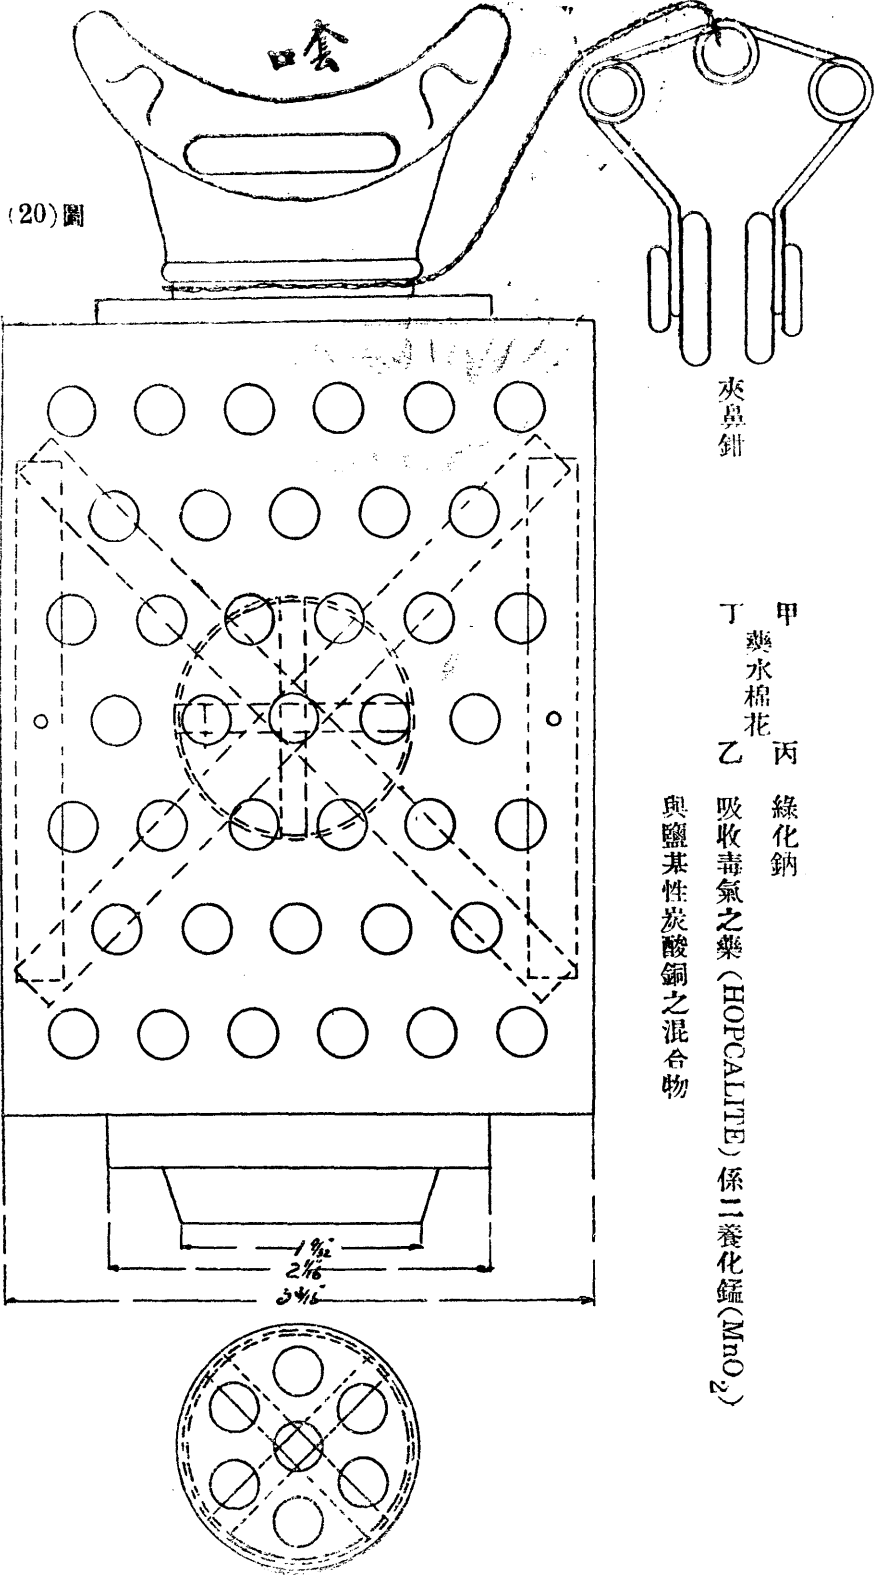 口套
(20)圖
夾鼻鉗
甲
丁
藥水棉花
丙 綠化鈉
乙 吸收毒氣之藥(HOPCALITE)係二養化錳(MnO₂)
與鹽基性炭酸銅之混合物